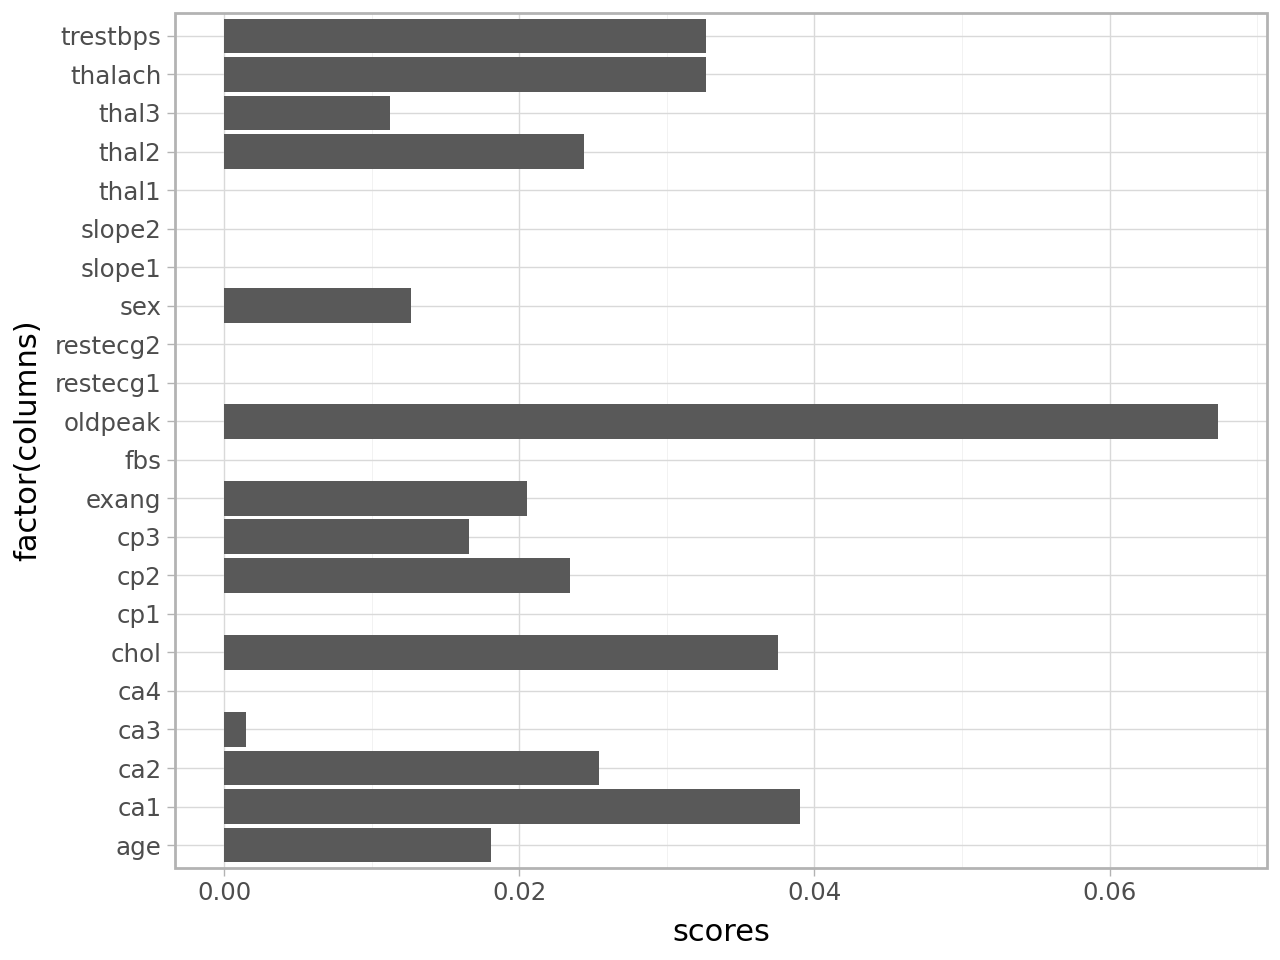 trestbps
thalach
thal3
thal2
thal1
slope2
slope1
sex
restecg2
restecg1
oldpeak
fbs
exang
cp3
cp2
cp1
chol
ca4
ca3
ca2
ca1
age
factor(columns)
0.00 0.02 0.04 0.06
scores